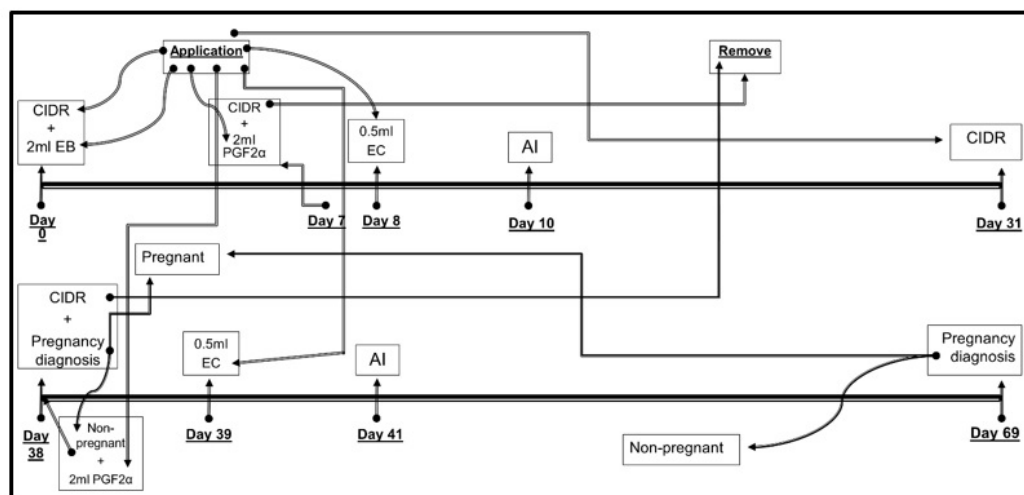 Application
Remove
CIDR
+
2ml EB
CIDR
+
2ml
PGF2α
0.5ml
EC
AI
CIDR
Day
0
Day 7
Day 8
Day 10
Day 31
Pregnant
CIDR
+
Pregnancy
diagnosis
0.5ml
EC
AI
Pregnancy
diagnosis
Day
38
Non-
pregnant
+
2ml PGF2α
Day 39
Day 41
Non-pregnant
Day 69